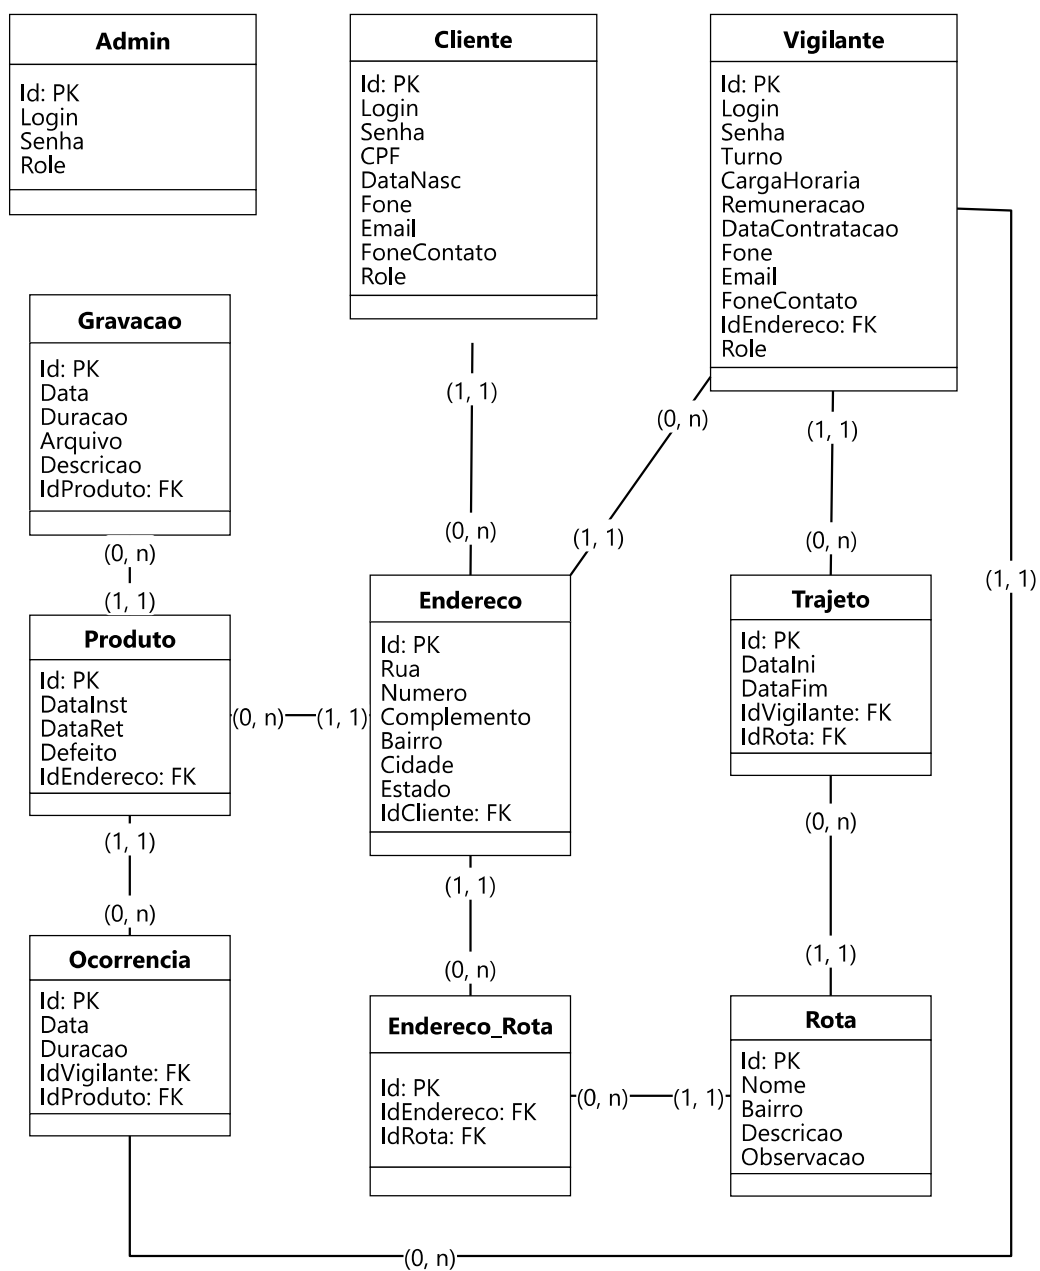 Admin
Id: PK
Login
Senha
Role
Cliente
Id: PK
Login
Senha
CPF
DataNasc
Fone
Email
FoneContato
Role
Vigilante
Id: PK
Login
Senha
Turno
CargaHoraria
Remuneracao
DataContratacao
Fone
Email
FoneContato
IdEndereco: FK
Role
Gravacao
Id: PK
Data
Duracao
Arquivo
Descricao
IdProduto: FK
(1, 1)
(0, n)
(1, 1)
(0, n)
(1, 1)
(0, n)
(0, n)
(1, 1)
(1, 1)
Produto
Id: PK
DataInst
DataRet
Defeito
IdEndereco: FK
(0, n)
(1, 1)
Endereco
Id: PK
Rua
Numero
Complemento
Bairro
Cidade
Estado
IdCliente: FK
Trajeto
Id: PK
DataIni
DataFim
IdVigilante: FK
IdRota: FK
(1, 1)
(0, n)
(1, 1)
(0, n)
(0, n)
(1, 1)
Ocorrencia
Id: PK
Data
Duracao
IdVigilante: FK
IdProduto: FK
Endereco_Rota
Id: PK
IdEndereco: FK
IdRota: FK
(0, n)
(1, 1)
Rota
Id: PK
Nome
Bairro
Descricao
Observacao
(0, n)